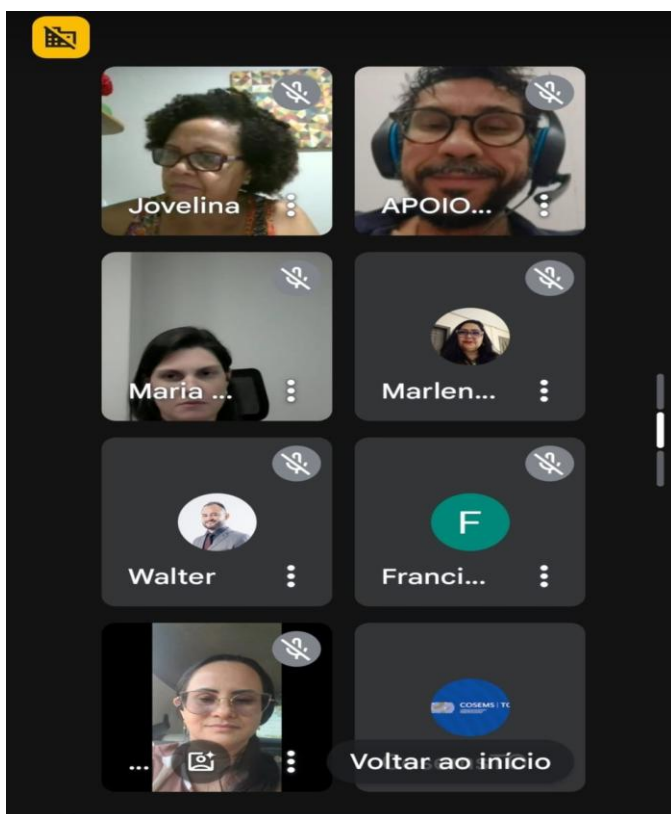 Jovelina
APOIO...
Maria ...
Marlen...
Walter
F
Franci...
COSEMS | TO
...
Voltar ao início